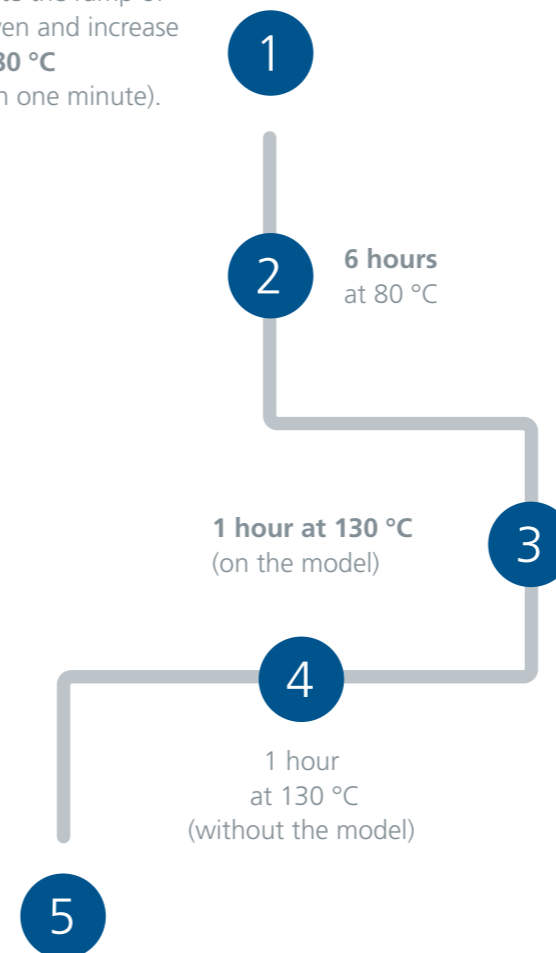 ven and increase
30 °C
n one minute).
1
2
6 hours
at 80 °C
1 hour at 130 °C
(on the model)
3
4
1 hour
at 130 °C
(without the model)
5